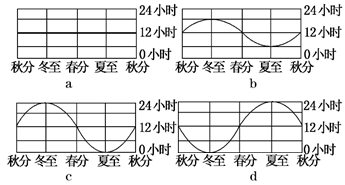 24小时
12小时
0小时
秋分 冬至 春分 夏至 秋分
a
24小时
12小时
0小时
秋分 冬至 春分 夏至 秋分
b
24小时
12小时
0小时
秋分 冬至 春分 夏至 秋分
c
24小时
12小时
0小时
秋分 冬至 春分 夏至 秋分
d